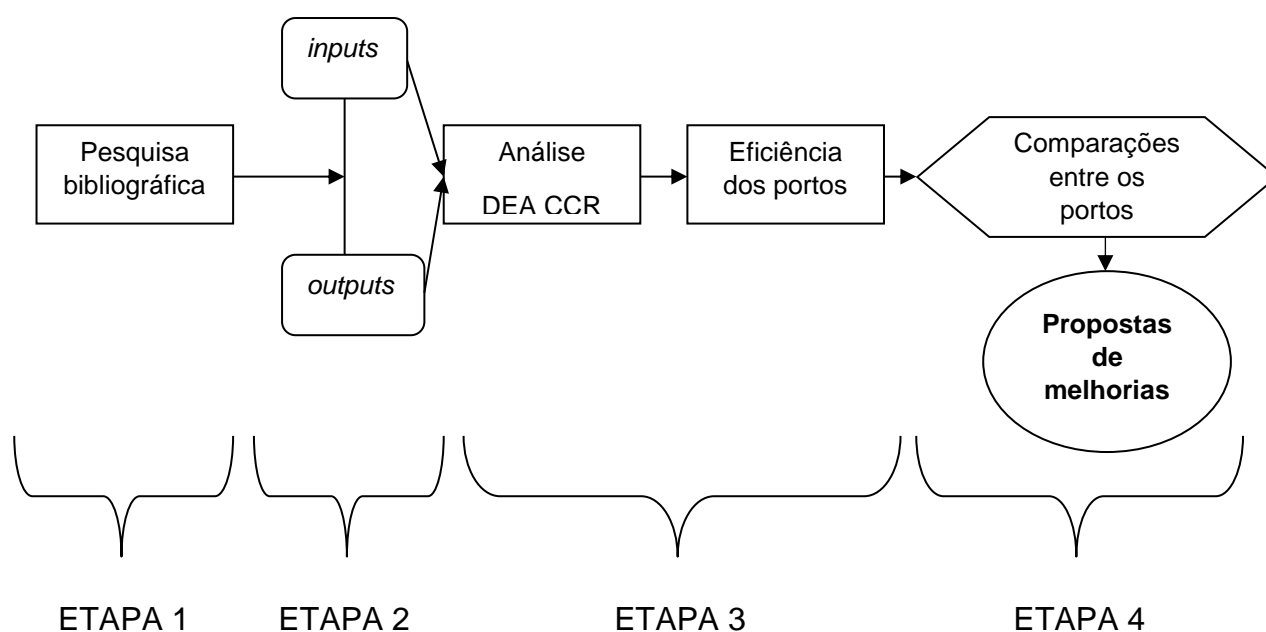 inputs
Pesquisa
bibliográfica
outputs
Análise
DEA CCR
Eficiência
dos portos
Comparações
entre os
portos
Propostas
de
melhorias
ETAPA 1
ETAPA 2
ETAPA 3
ETAPA 4